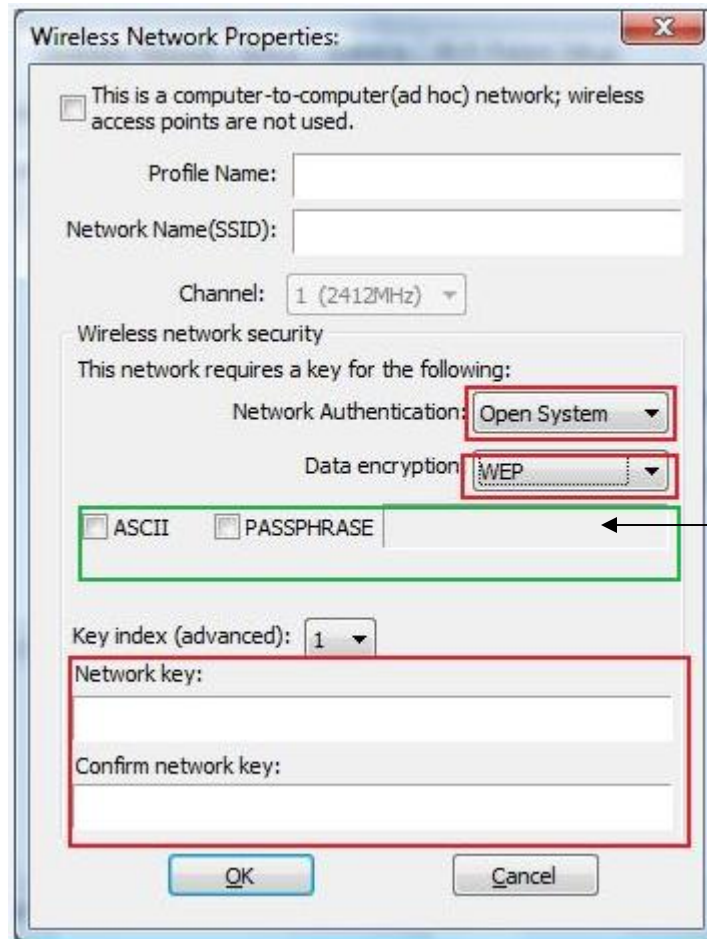 Wireless Network Properties:
This is a computer-to-computer(ad hoc) network; wireless
access points are not used.
Profile Name:
Network Name(SSID):
Channel: 1 (2412MHz)
Wireless network security
This network requires a key for the following:
Network Authentication: Open System
Data encryption WEP
ASCII PASSPHRASE
Key index (advanced): 1
Network key:
Confirm network key:
OK Cancel